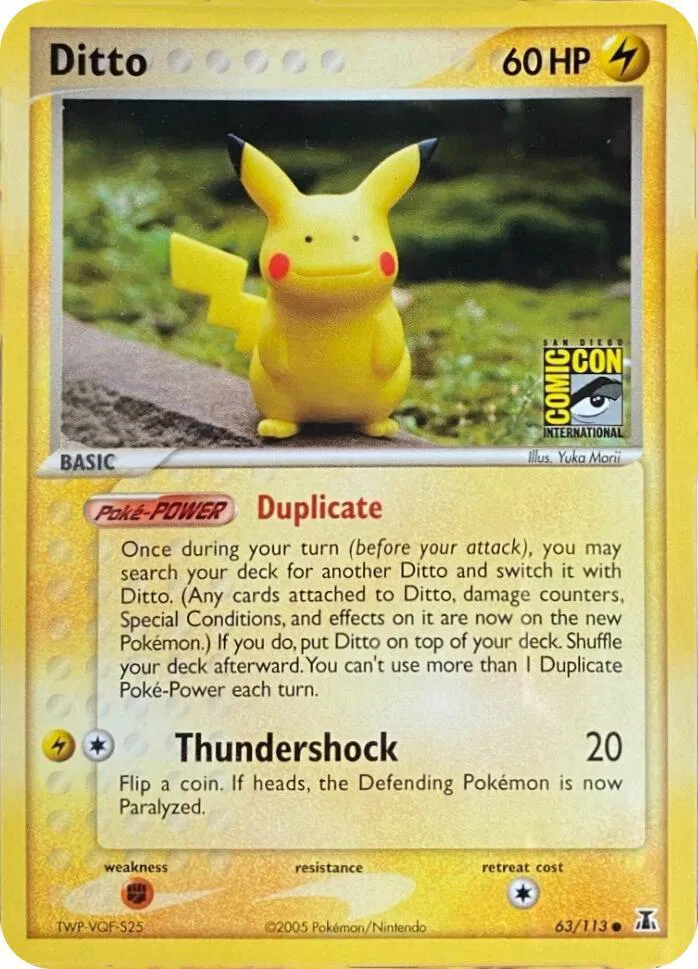 Ditto 60 HP
SAN DIEGO
COMIC CON
INTERNATIONAL
BASIC
Illus. Yuka Morii
Poké-POWER Duplicate
Once during your turn (before your attack), you may
search your deck for another Ditto and switch it with
Ditto. (Any cards attached to Ditto, damage counters,
Special Conditions, and effects on it are now on the new
Pokémon.) If you do, put Ditto on top of your deck. Shuffle
your deck afterward. You can't use more than 1 Duplicate
Poké-Power each turn.
Thundershock 20
Flip a coin. If heads, the Defending Pokémon is now
Paralyzed.
weakness resistance retreat cost
TWP-VQF-S25 ©2005 Pokémon/Nintendo 63/113